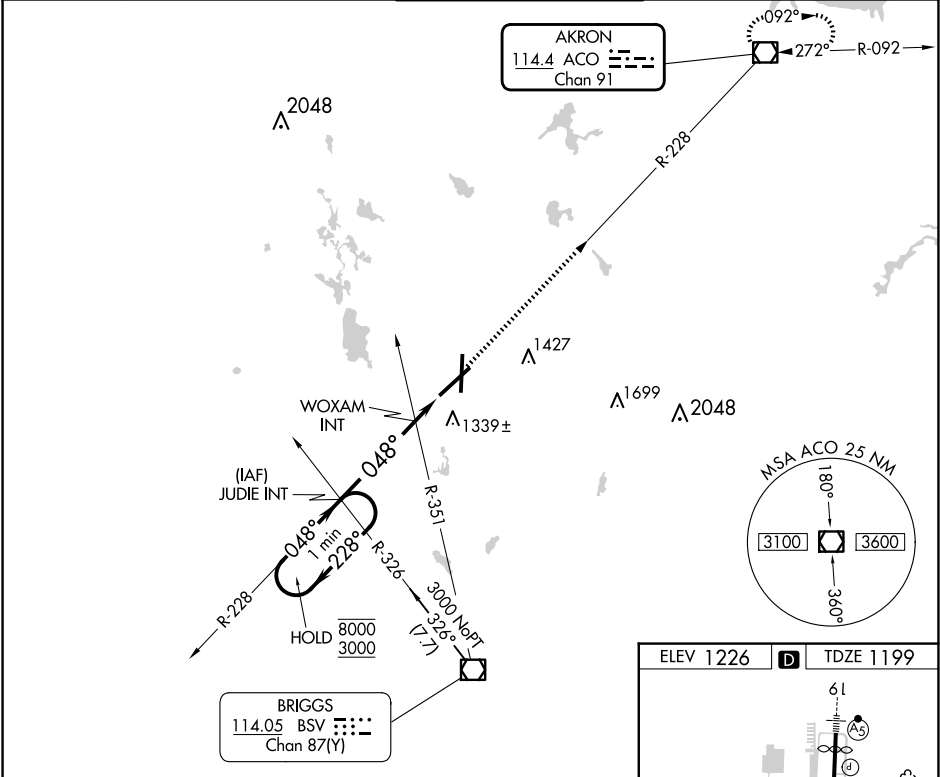 092°
272°
R-092
AKRON
114.4 ACO
Chan 91
2048
R-228
1427
1699
2048
1339±
WOXAM
INT
048°
(IAF)
JUDIE INT
R-351
MSA ACO 25 NM
180°
3100
3600
360°
048°
1 min
228°
R-326
3000 NoPT
326°
(7.7)
R-228
HOLD
8000
3000
BRIGGS
114.05 BSV
Chan 87(Y)
ELEV 1226
D
TDZE 1199
19
A5
P